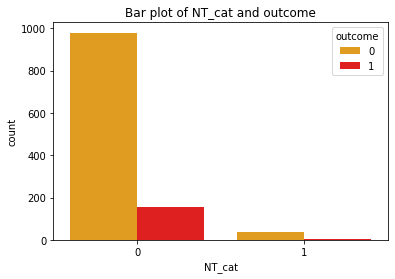 Bar plot of NT_cat and outcome
outcome
0
1
1000
800
600
400
200
0
count
0
1
NT_cat